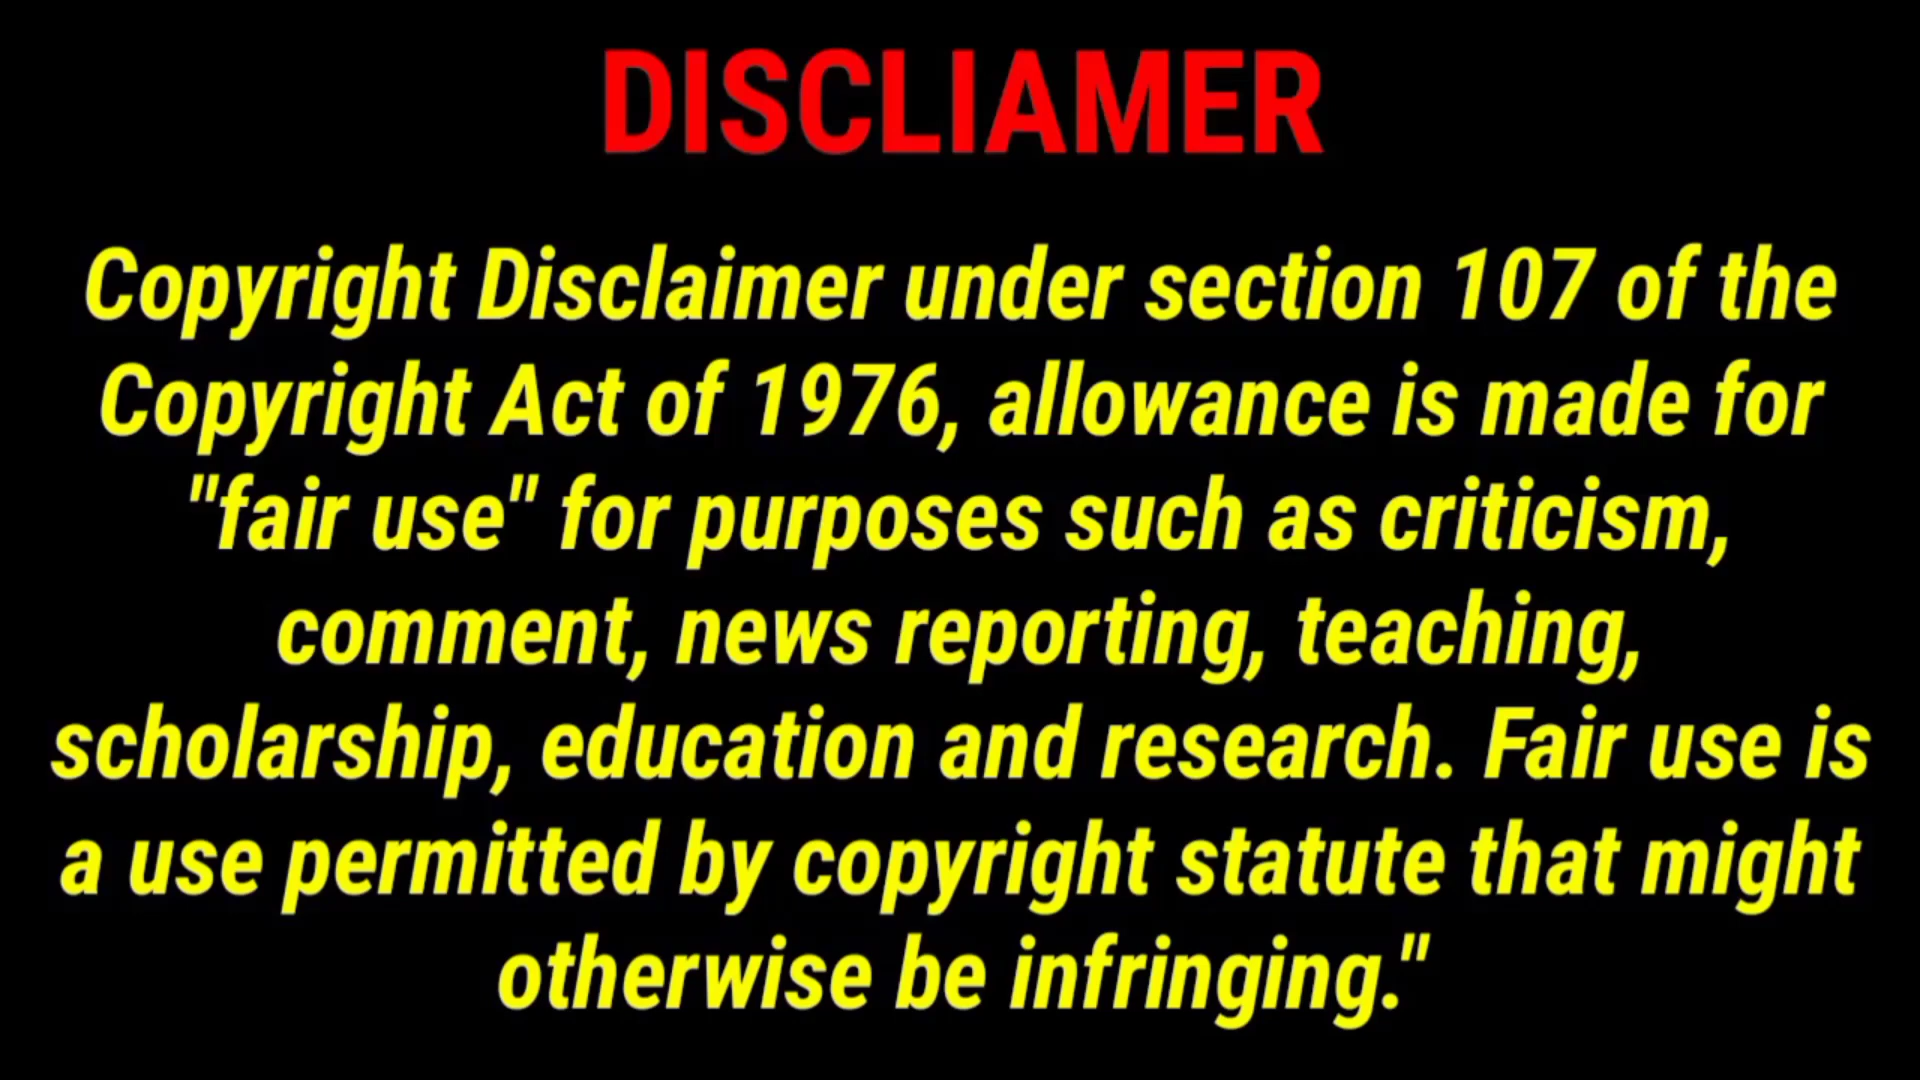 DISCLIAMER
Copyright Disclaimer under section 107 of the
Copyright Act of 1976, allowance is made for
"fair use" for purposes such as criticism,
comment, news reporting, teaching,
scholarship, education and research. Fair use is
a use permitted by copyright statute that might
otherwise be infringing."